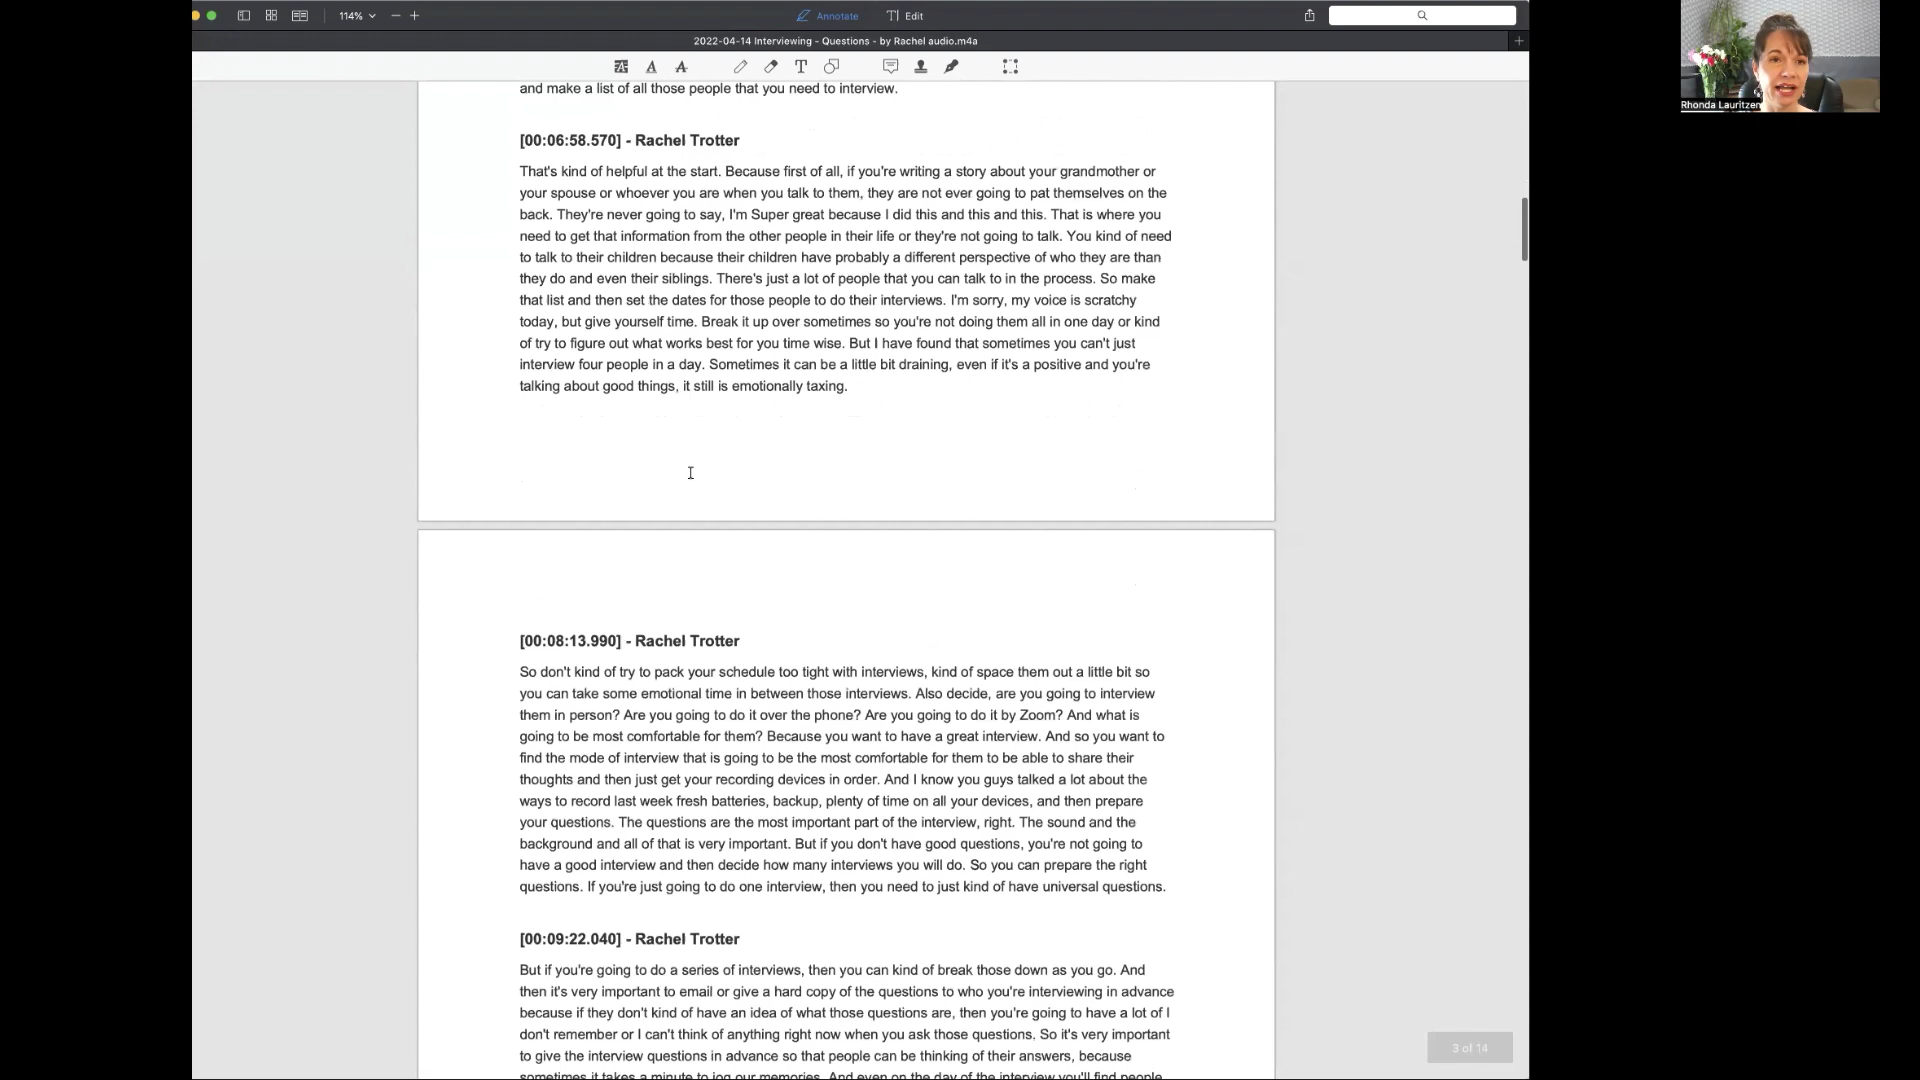 114%
Annotate
Edit
2022-04-14 Interviewing - Questions - by Rachel audio.m4a
and make a list of all those people that you need to interview.
[00:06:58.570] - Rachel Trotter
That's kind of helpful at the start. Because first of all, if you're writing a story about your grandmother or
your spouse or whoever you are when you talk to them, they are not ever going to pat themselves on the
back. They're never going to say, I'm Super great because I did this and this and this. That is where you
need to get that information from the other people in their life or they're not going to talk. You kind of need
to talk to their children because their children have probably a different perspective of who they are than
they do and even their siblings. There's just a lot of people that you can talk to in the process. So make
that list and then set the dates for those people to do their interviews. I'm sorry, my voice is scratchy
today, but give yourself time. Break it up over sometimes so you're not doing them all in one day or kind
of try to figure out what works best for you time wise. But I have found that sometimes you can't just
interview four people in a day. Sometimes it can be a little bit draining, even if it's a positive and you're
talking about good things, it still is emotionally taxing.
[00:08:13.990] - Rachel Trotter
So don't kind of try to pack your schedule too tight with interviews, kind of space them out a little bit so
you can take some emotional time in between those interviews. Also decide, are you going to interview
them in person? Are you going to do it over the phone? Are you going to do it by Zoom? And what is
going to be most comfortable for them? Because you want to have a great interview. And so you want to
find the mode of interview that is going to be the most comfortable for them to be able to share their
thoughts and then just get your recording devices in order. And I know you guys talked a lot about the
ways to record last week fresh batteries, backup, plenty of time on all your devices, and then prepare
your questions. The questions are the most important part of the interview, right. The sound and the
background and all of that is very important. But if you don't have good questions, you're not going to
have a good interview and then decide how many interviews you will do. So you can prepare the right
questions. If you're just going to do one interview, then you need to just kind of have universal questions.
[00:09:22.040] - Rachel Trotter
But if you're going to do a series of interviews, then you can kind of break those down as you go. And
then it's very important to email or give a hard copy of the questions to who you're interviewing in advance
because if they don't kind of have an idea of what those questions are, then you're going to have a lot of I
don't remember or I can't think of anything right now when you ask those questions. So it's very important
to give the interview questions in advance so that people can be thinking of their answers, because
sometimes it takes a minute to jog our memories. And even on the day of the interview you'll find people
3 of 14
Rhonda Lauritzen